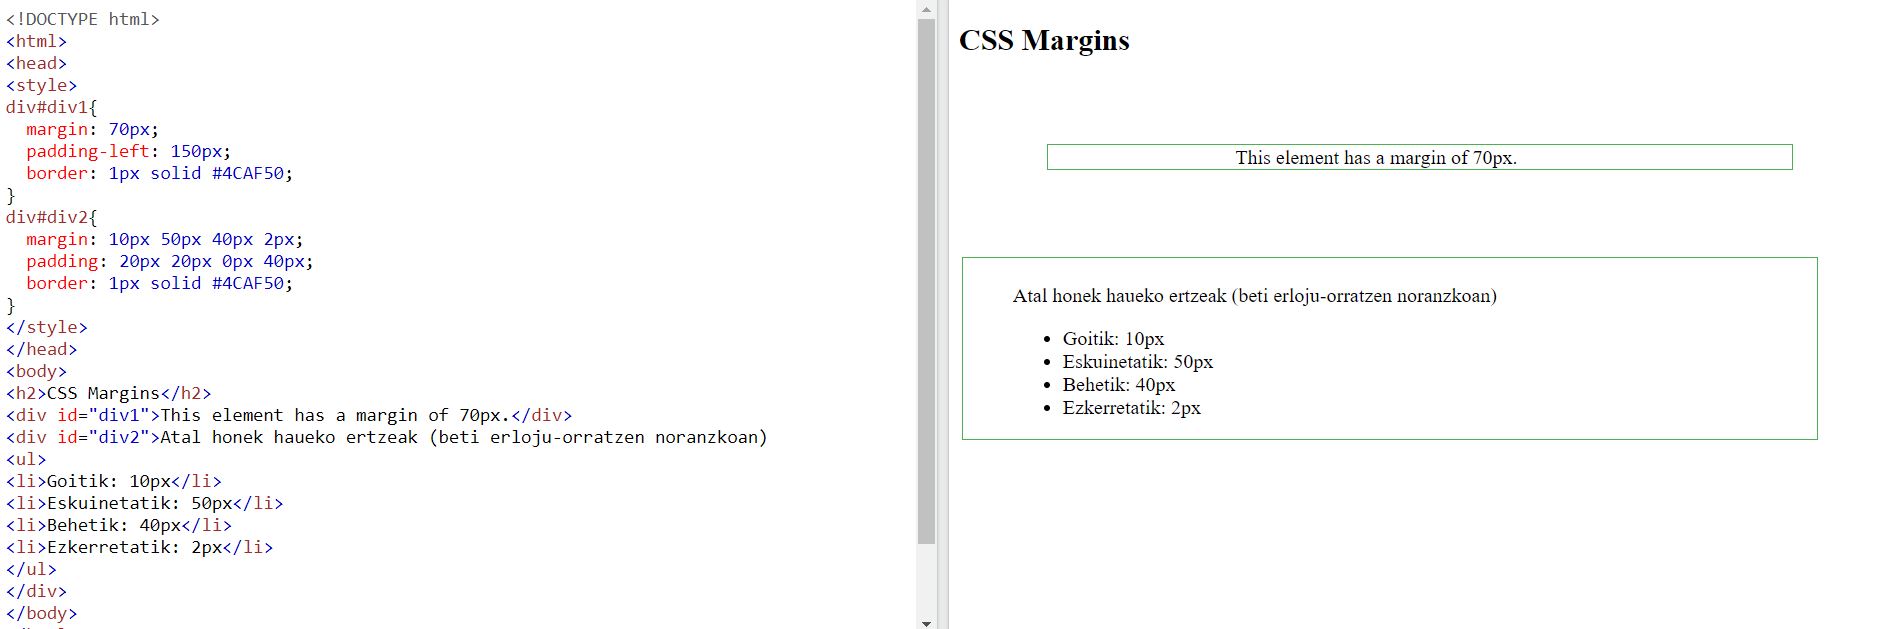 <!DOCTYPE html>
<html>
<head>
<style>
div#div1{
  margin: 70px;
  padding-left: 150px;
  border: 1px solid #4CAF50;
}
div#div2{
  margin: 10px 50px 40px 2px;
  padding: 20px 20px 0px 40px;
  border: 1px solid #4CAF50;
}
</style>
</head>
<body>
<h2>CSS Margins</h2>
<div id="div1">This element has a margin of 70px.</div>
<div id="div2">Atal honek haueko ertzeak (beti erloju-orratzen noranzkoan)
<ul>
<li>Goitik: 10px</li>
<li>Eskuinetatik: 50px</li>
<li>Behetik: 40px</li>
<li>Ezkerretatik: 2px</li>
</ul>
</div>
</body>
CSS Margins
This element has a margin of 70px.
Atal honek haueko ertzeak (beti erloju-orratzen noranzkoan)
• Goitik: 10px
• Eskuinetatik: 50px
• Behetik: 40px
• Ezkerretatik: 2px